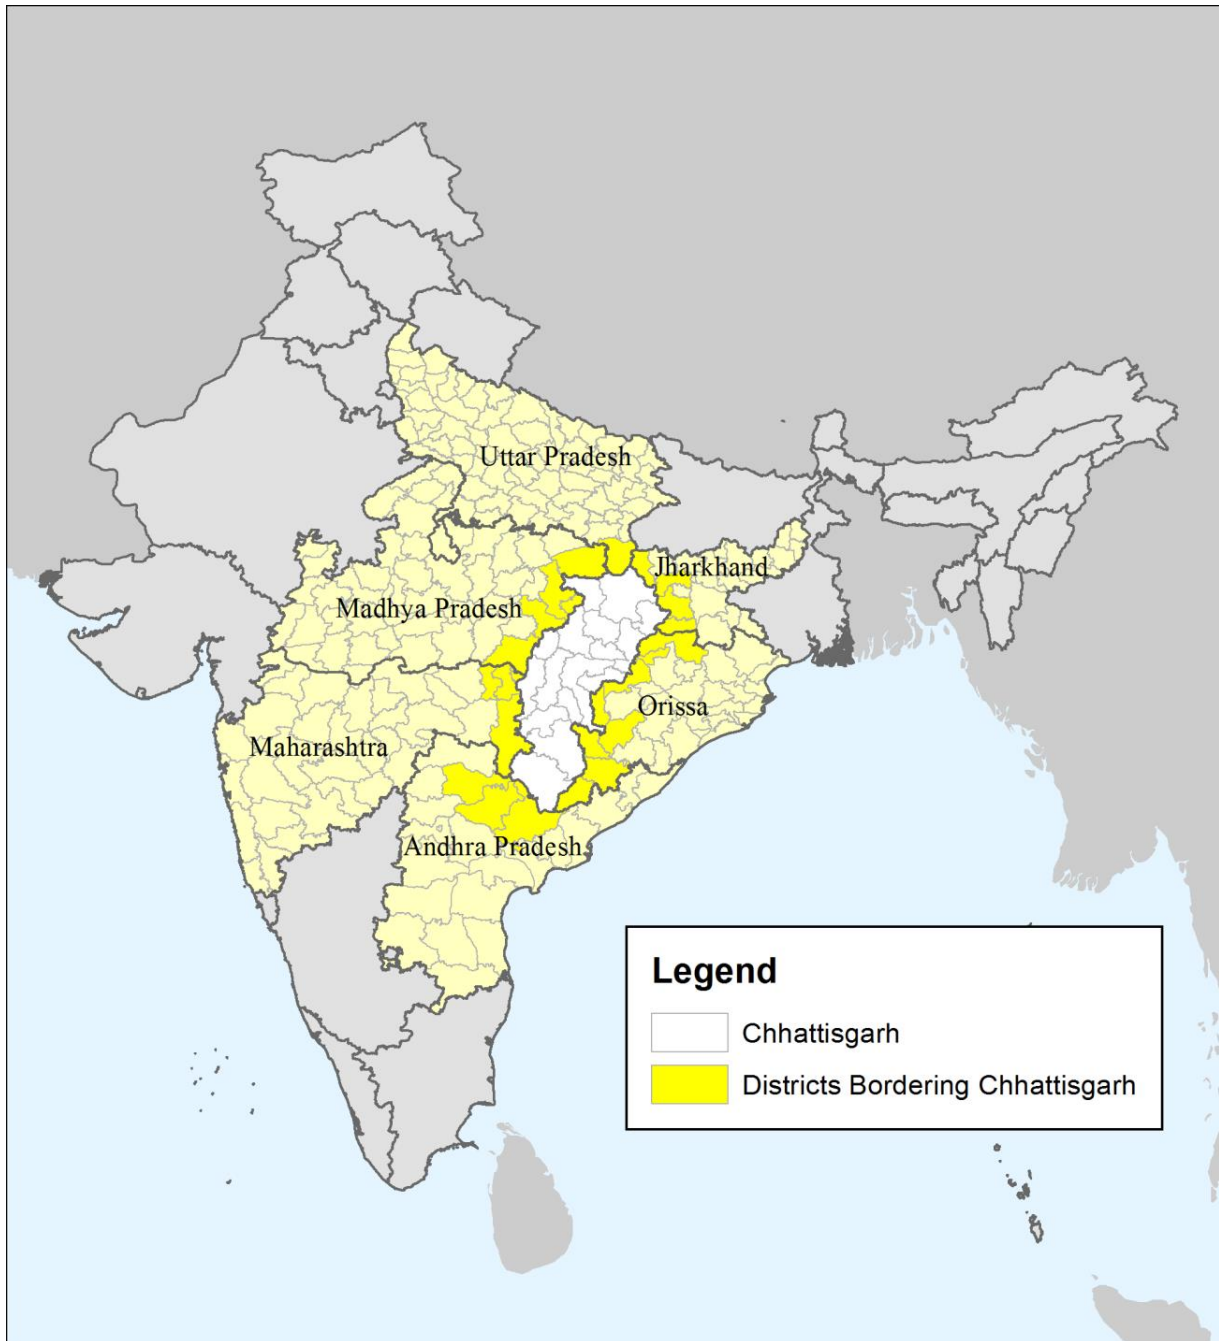 Uttar Pradesh
Jharkhand
Madhya Pradesh
Orissa
Maharashtra
Andhra Pradesh
Legend
Chhattisgarh
Districts Bordering Chhattisgarh